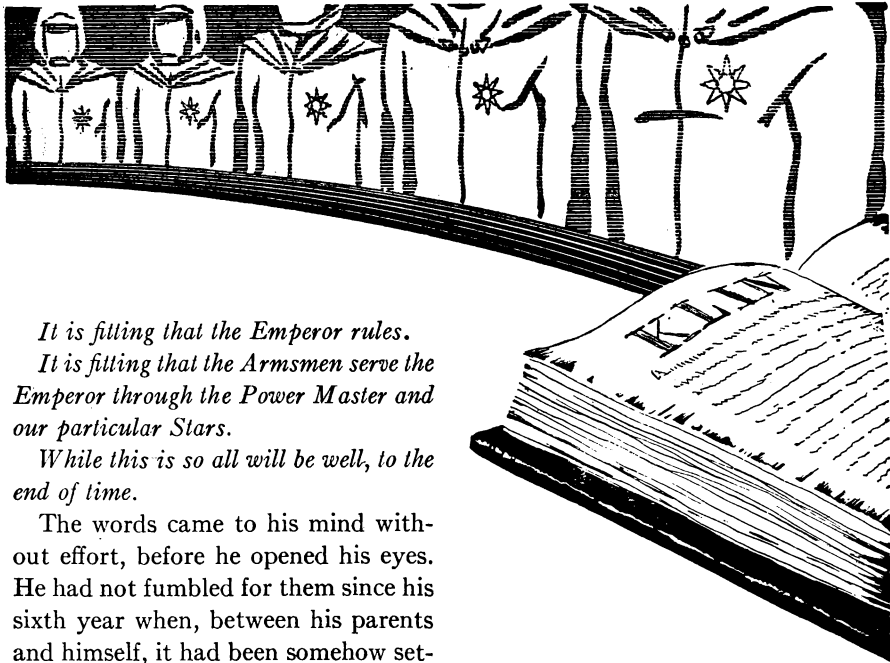 KLIN
It is fitting that the Emperor rules.
It is fitting that the Armsmen serve the
Emperor through the Power Master and
our particular Stars.
While this is so all will be well, to the
end of time.
The words came to his mind with-
out effort, before he opened his eyes.
He had not fumbled for them since his
sixth year when, between his parents
and himself, it had been somehow set-